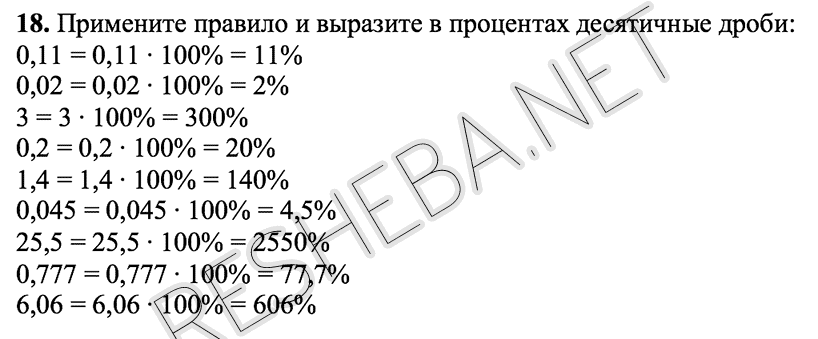 18. Примените правило и выразите в процентах десятичные дроби:
0,11 = 0,11 · 100% = 11%
0,02 = 0,02 · 100% = 2%
3 = 3 · 100% = 300%
0,2 = 0,2 · 100% = 20%
1,4 = 1,4 · 100% = 140%
0,045 = 0,045 · 100% = 4,5%
25,5 = 25,5 · 100% = 2550%
0,777 = 0,777 · 100% = 77,7%
6,06 = 6,06 · 100% = 606%
RESHEBA.NET